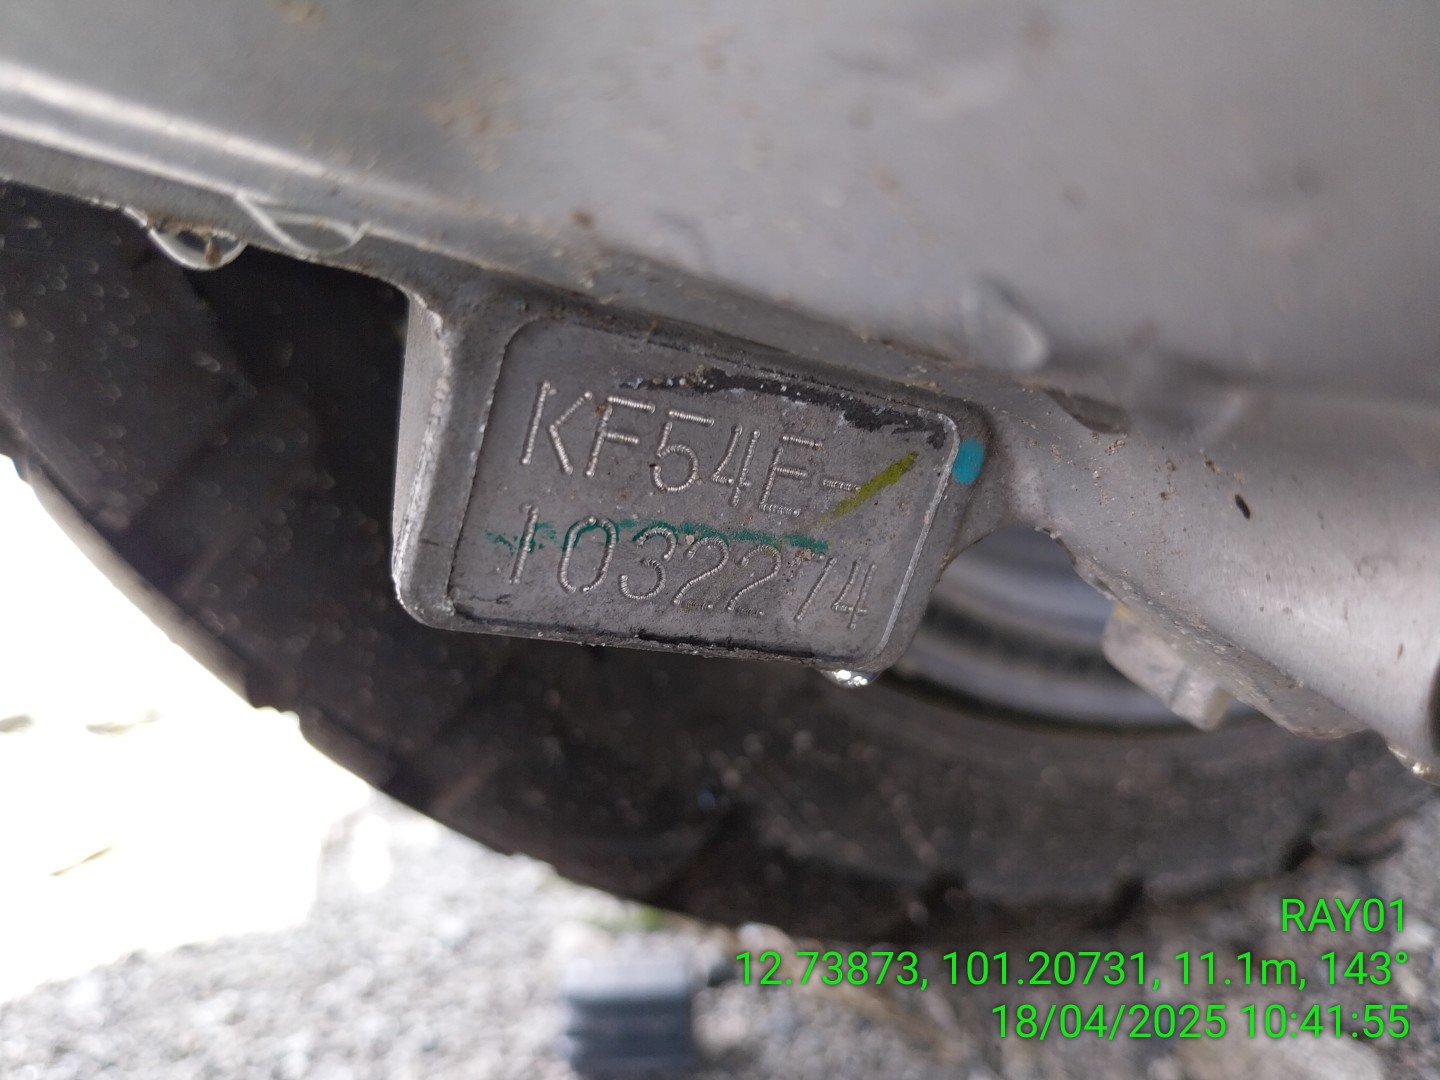 KF54E-
1032274
RAY01
12.73873, 101.20731, 11.1m, 143°
18/04/2025 10:41:55